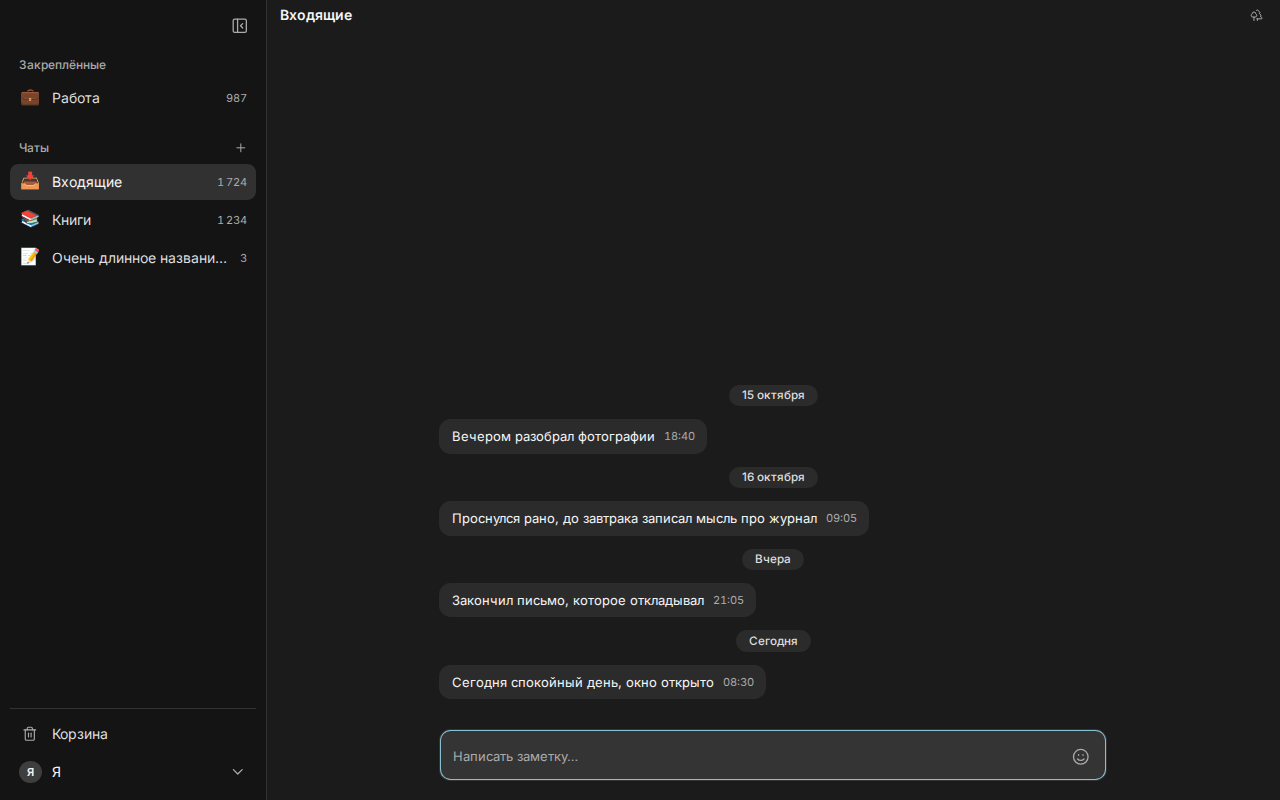 Входящие
Закреплённые
Работа 987
Чаты
Входящие 1 724
Книги 1 234
Очень длинное названи... 3
15 октября
Вечером разобрал фотографии 18:40
16 октября
Проснулся рано, до завтрака записал мысль про журнал 09:05
Вчера
Закончил письмо, которое откладывал 21:05
Сегодня
Сегодня спокойный день, окно открыто 08:30
Написать заметку...
Корзина
Я Я